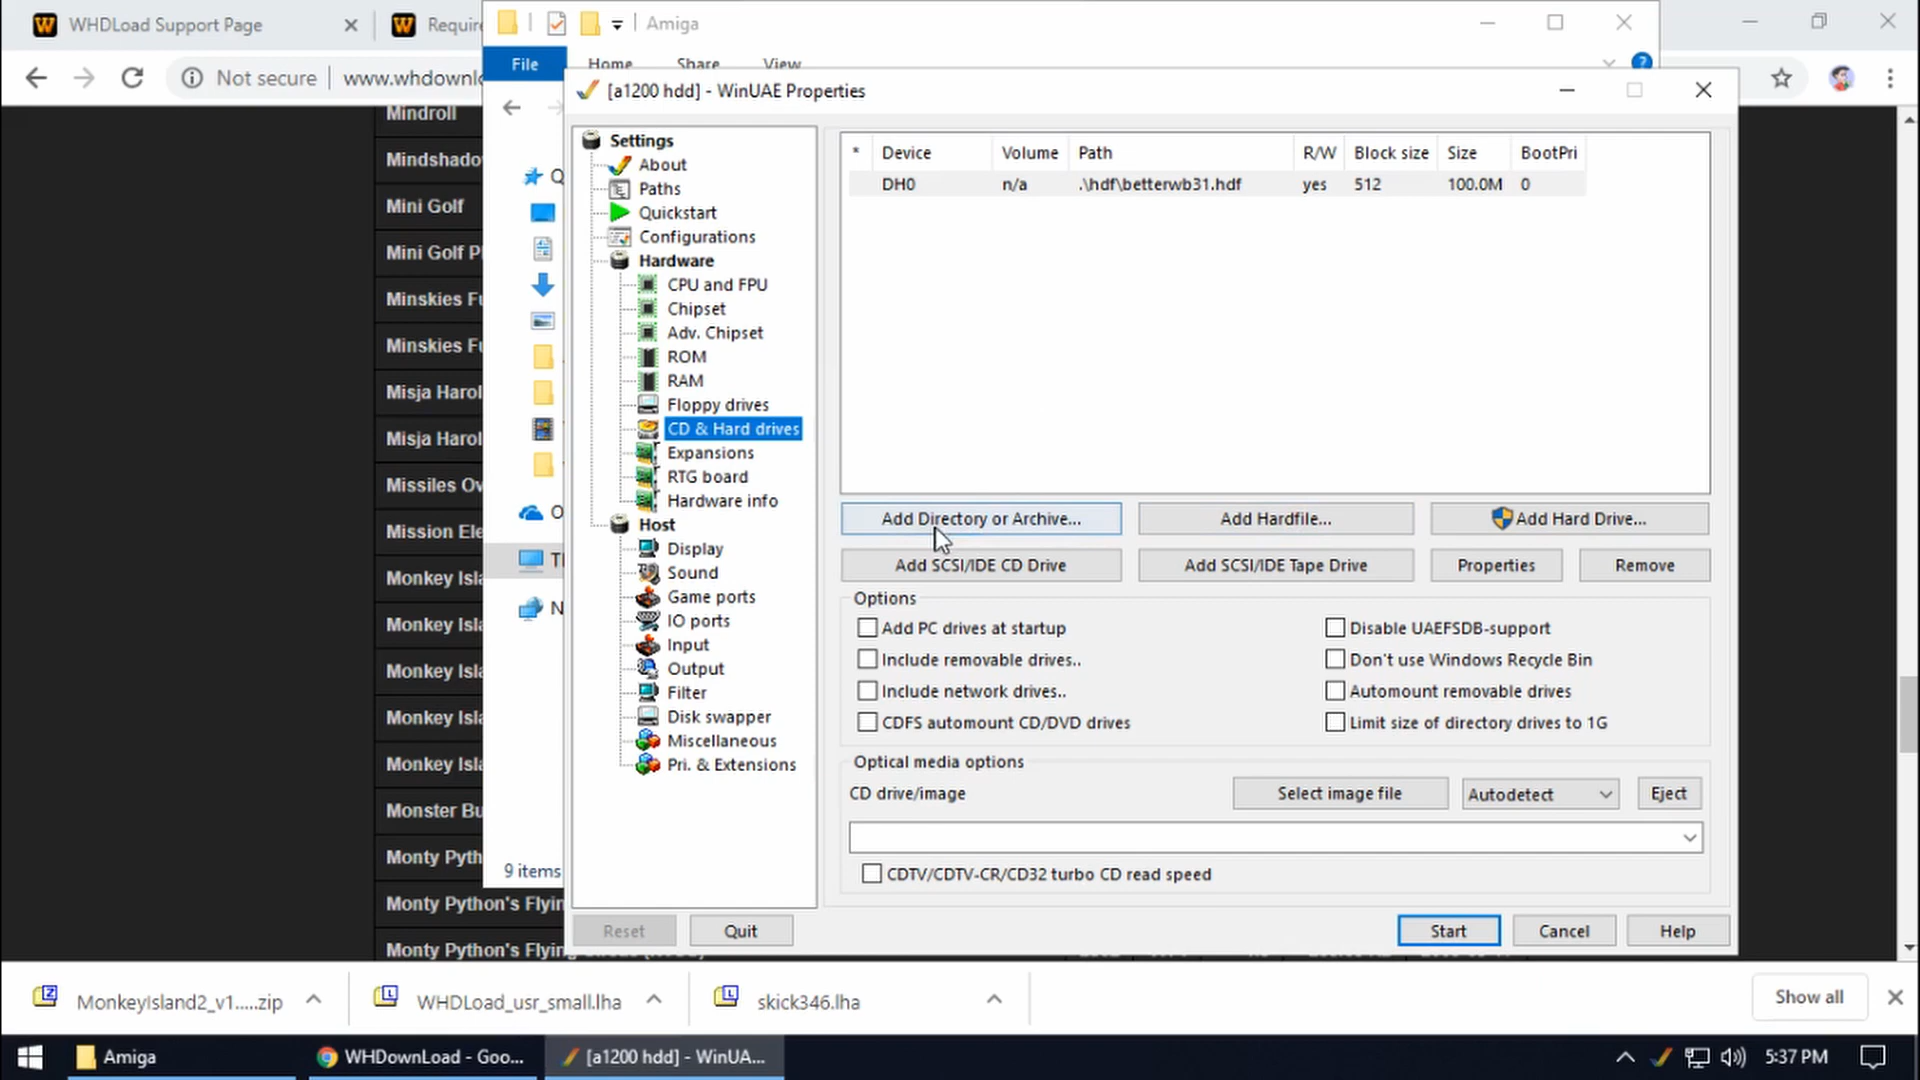 WHDLoad Support Page
Requir
Amiga
Not secure
www.whdownl
File
Home
Share
View
[a1200 hdd] - WinUAE Properties
Mindroll
Mindshado
Mini Golf
Mini Golf Pl
Minskies Fu
Minskies Fu
Misja Harol
Misja Harol
Missiles Ov
Mission Ele
Monkey Isla
Monkey Isla
Monkey Isla
Monkey Isla
Monkey Isla
Monster Bu
Monty Pyth
Monty Python's Flyin
Monty Python's Flying
9 items
Settings
About
Paths
Quickstart
Configurations
Hardware
CPU and FPU
Chipset
Adv. Chipset
ROM
RAM
Floppy drives
CD & Hard drives
Expansions
RTG board
Hardware info
Host
Display
Sound
Game ports
IO ports
Input
Output
Filter
Disk swapper
Miscellaneous
Pri. & Extensions
* Device Volume Path R/W Block size Size BootPri
DH0 n/a .\hdf\betterwb31.hdf yes 512 100.0M 0
Add Directory or Archive... Add Hardfile... Add Hard Drive...
Add SCSI/IDE CD Drive Add SCSI/IDE Tape Drive Properties Remove
Options
Add PC drives at startup Disable UAEFSDB-support
Include removable drives.. Don't use Windows Recycle Bin
Include network drives.. Automount removable drives
CDFS automount CD/DVD drives Limit size of directory drives to 1G
Optical media options
CD drive/image Select image file Autodetect Eject
CDTV/CDTV-CR/CD32 turbo CD read speed
Reset Quit Start Cancel Help
MonkeyIsland2_v1.....zip WHDLoad_usr_small.lha skick346.lha Show all
Amiga WHDownLoad - Goo... [a1200 hdd] - WinUA... 5:37 PM